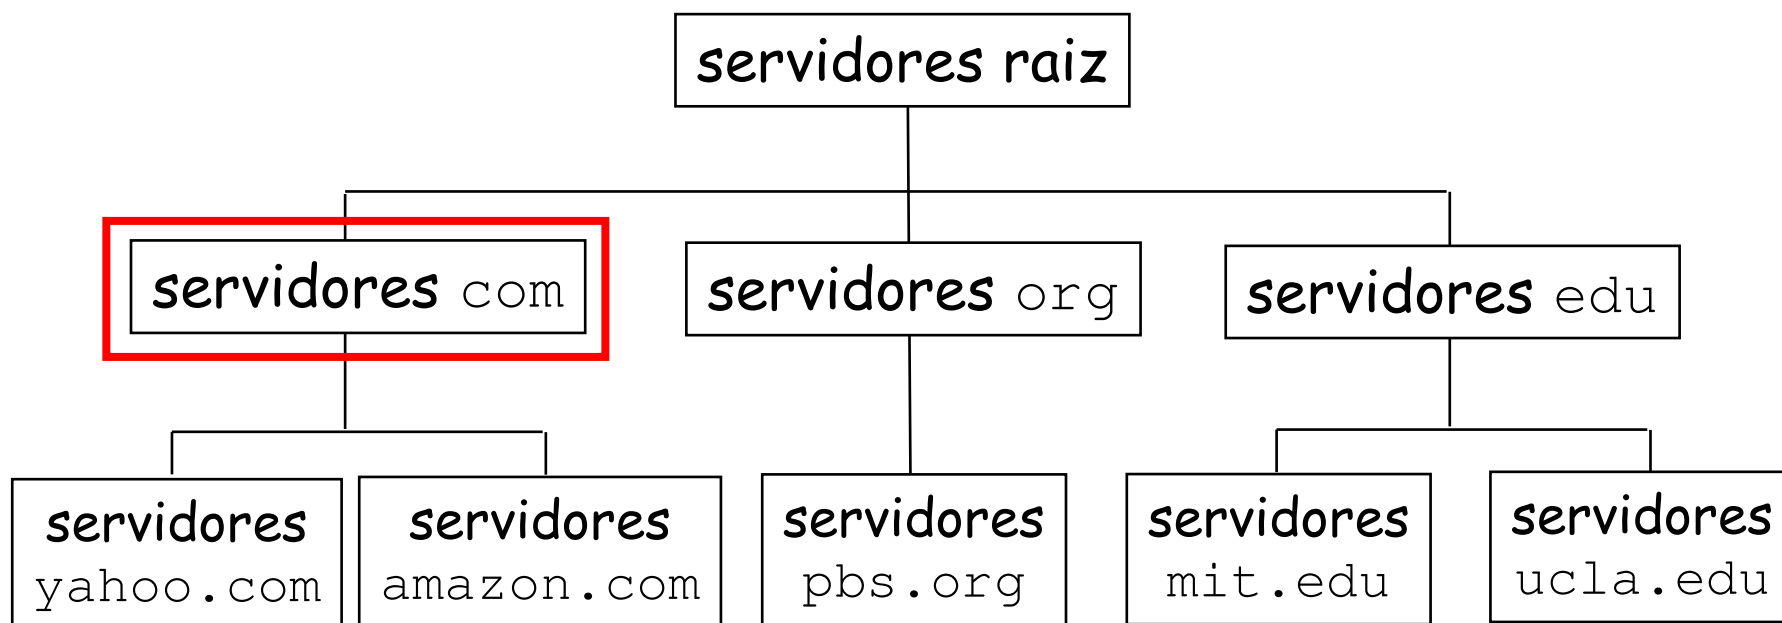 servidores raiz
servidores com
servidores org
servidores edu
servidores
yahoo.com
servidores
amazon.com
servidores
pbs.org
servidores
mit.edu
servidores
ucla.edu